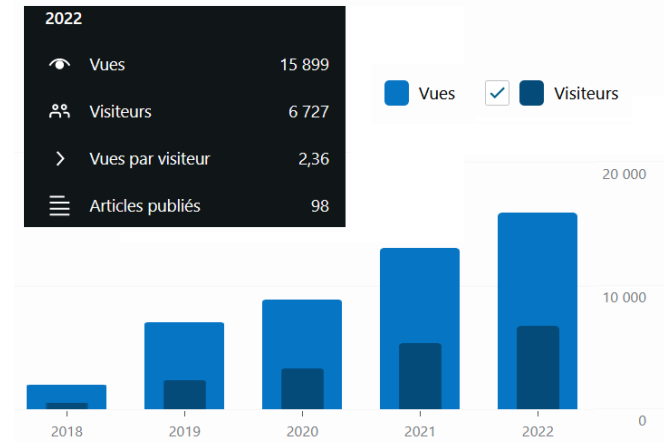 2022
Vues 15 899
Visiteurs 6 727
Vues par visiteur 2,36
Articles publiés 98
Vues Visiteurs
20 000
10 000
0
2018 2019 2020 2021 2022